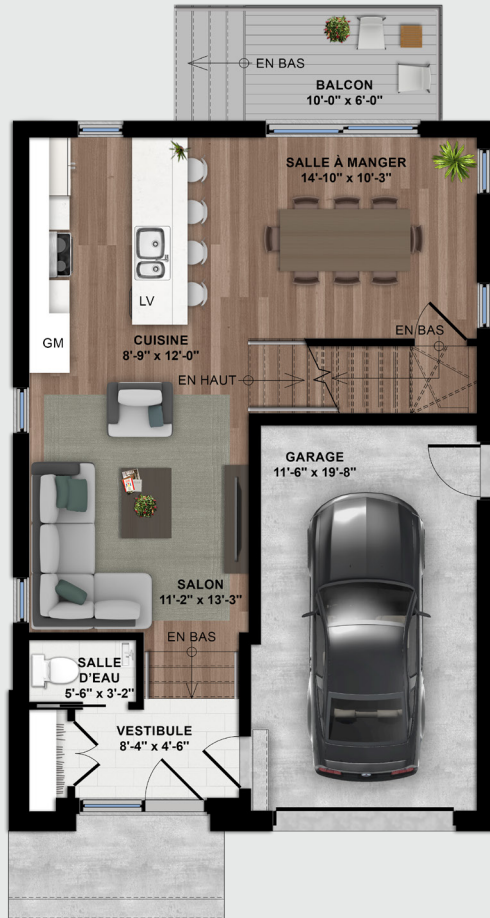 EN BAS
BALCON
10'-0" x 6'-0"
SALLE À MANGER
14'-10" x 10'-3"
LV
EN BAS
GM
CUISINE
8'-9" x 12'-0"
EN HAUT
GARAGE
11'-6" x 19'-8"
SALON
11'-2" x 13'-3"
EN BAS
SALLE
D'EAU
5'-6" x 3'-2"
VESTIBULE
8'-4" x 4'-6"